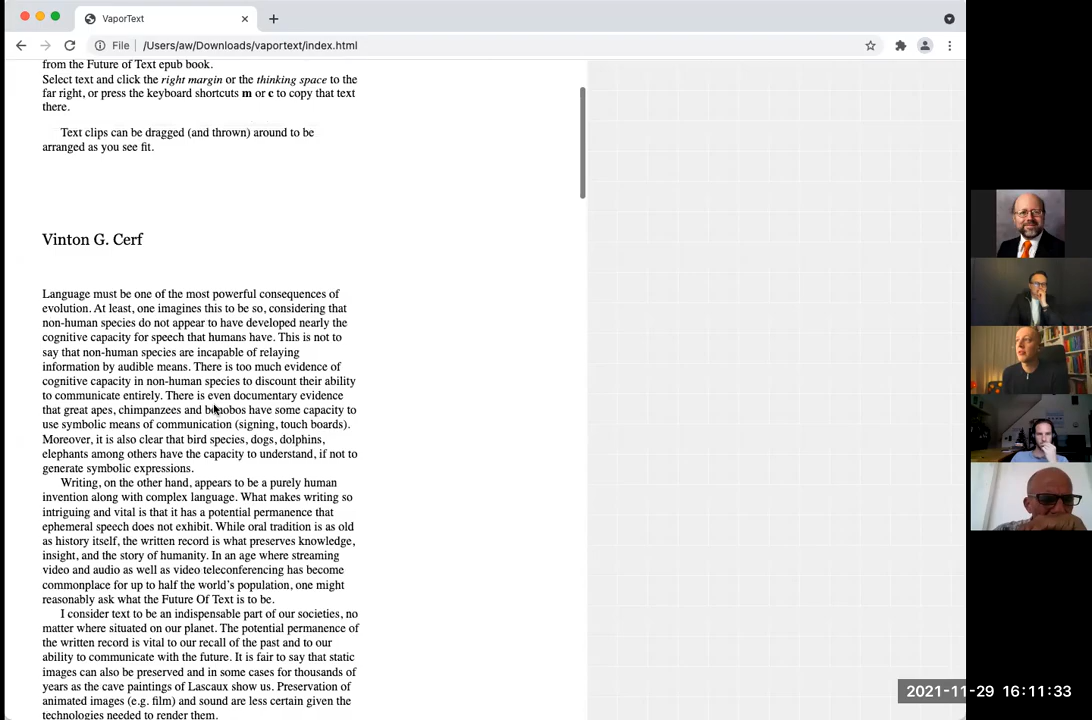 VaporText
File
/Users/aw/Downloads/vaportext/index.html
from the Future of Text epub book.
Select text and click the right margin or the thinking space to the
far right, or press the keyboard shortcuts m or c to copy that text
there.
Text clips can be dragged (and thrown) around to be
arranged as you see fit.
Vinton G. Cerf
Language must be one of the most powerful consequences of
evolution. At least, one imagines this to be so, considering that
non-human species do not appear to have developed nearly the
cognitive capacity for speech that humans have. This is not to
say that non-human species are incapable of relaying
information by audible means. There is too much evidence of
cognitive capacity in non-human species to discount their ability
to communicate entirely. There is even documentary evidence
that great apes, chimpanzees and bonobos have some capacity to
use symbolic means of communication (signing, touch boards).
Moreover, it is also clear that bird species, dogs, dolphins,
elephants among others have the capacity to understand, if not to
generate symbolic expressions.
Writing, on the other hand, appears to be a purely human
invention along with complex language. What makes writing so
intriguing and vital is that it has a potential permanence that
ephemeral speech does not exhibit. While oral tradition is as old
as history itself, the written record is what preserves knowledge,
insight, and the story of humanity. In an age where streaming
video and audio as well as video teleconferencing has become
commonplace for up to half the world's population, one might
reasonably ask what the Future Of Text is to be.
I consider text to be an indispensable part of our societies, no
matter where situated on our planet. The potential permanence of
the written record is vital to our recall of the past and to our
ability to communicate with the future. It is fair to say that static
images can also be preserved and in some cases for thousands of
years as the cave paintings of Lascaux show us. Preservation of
animated images (e.g. film) and sound are less certain given the
technologies needed to render them.
2021-11-29 16:11:33